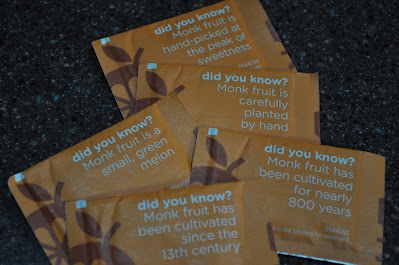 did you know?
Monk fruit is
hand-picked at
the peak of
sweetness
did you know?
Monk fruit is
carefully
planted
by hand
did you know?
Monk fruit is a
small, green
melon
did you know?
Monk fruit has
been cultivated
for nearly
800 years
did you know?
Monk fruit has
been cultivated
since the
13th century